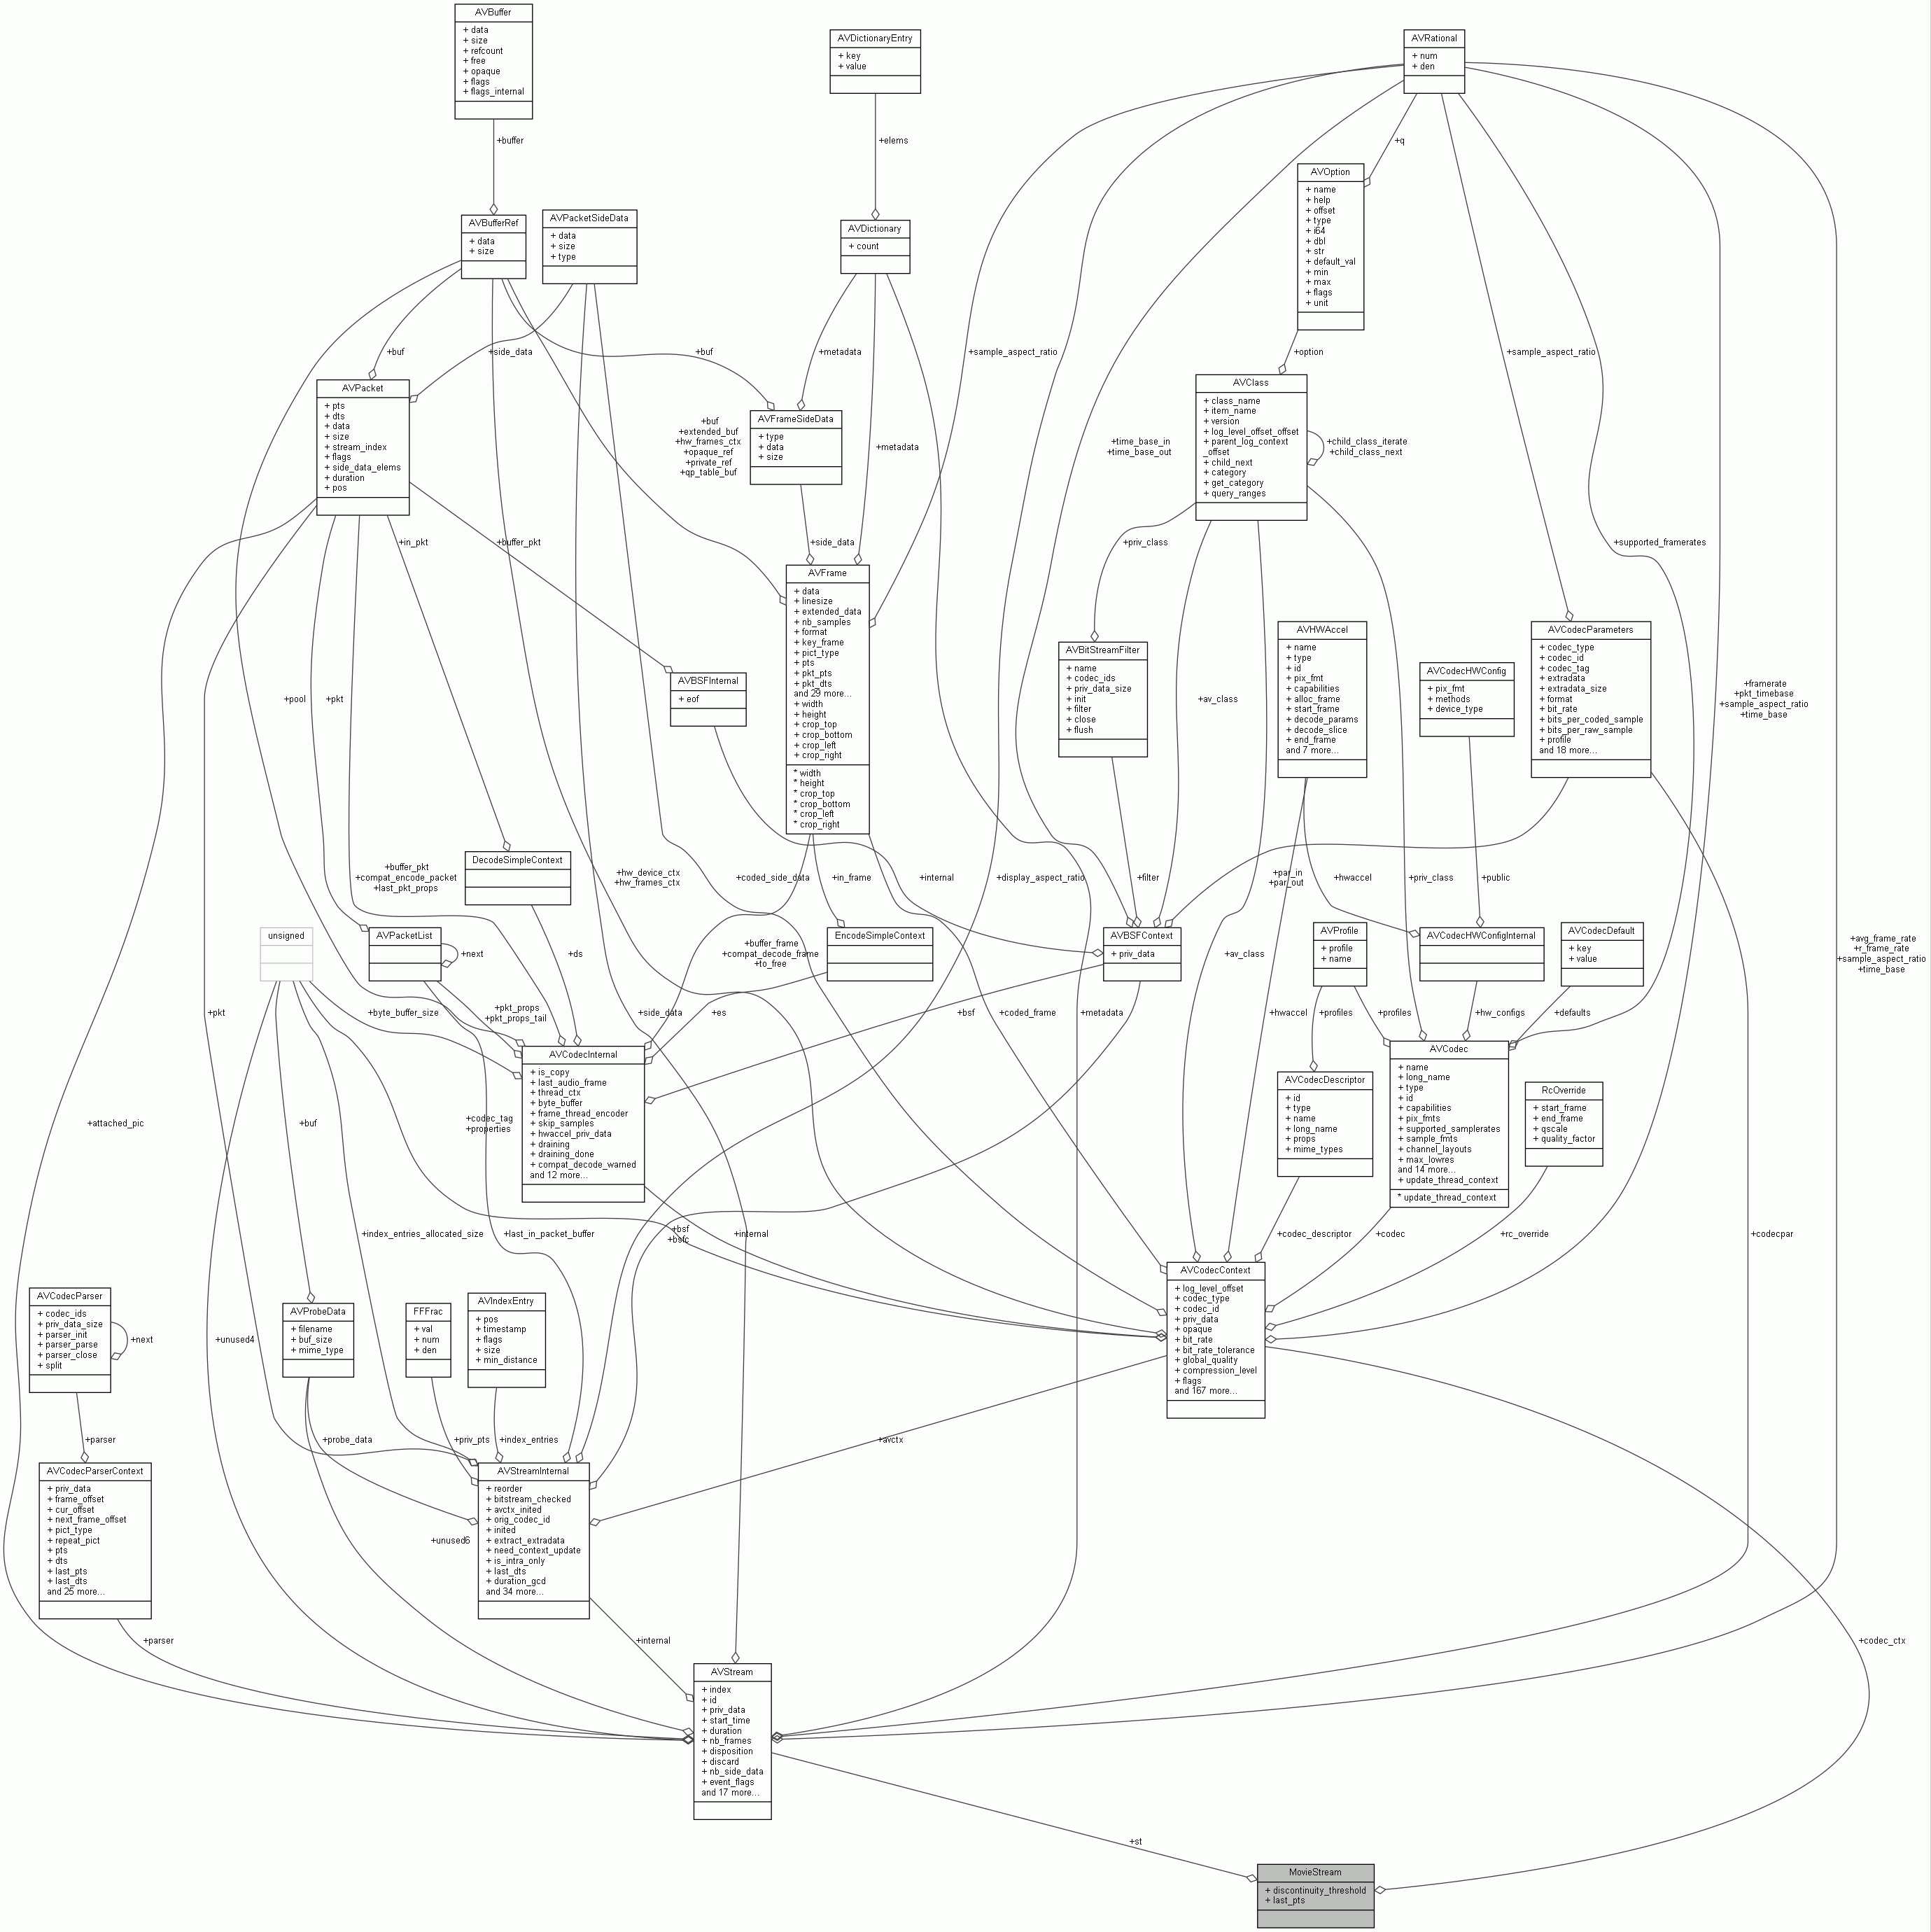 AVBuffer
+ data
+ size
+ refcount
+ free
+ opaque
+ flags
+ flags_internal
AVDictionaryEntry
+ key
+ value
AVRational
+ num
+ den
+buffer
+elems
+q
AVOption
+ name
+ help
+ offset
+ type
+ i64
+ dbl
+ str
+ default_val
+ min
+ max
+ flags
+ unit
AVBufferRef
+ data
+ size
AVPacketSideData
+ data
+ size
+ type
AVDictionary
+ count
+buf
+side_data
+buf
+metadata
+sample_aspect_ratio
+option
+sample_aspect_ratio
AVPacket
+ pts
+ dts
+ data
+ size
+ stream_index
+ flags
+ side_data_elems
+ duration
+ pos
+buf
+extended_buf
+hw_frames_ctx
+opaque_ref
+private_ref
+qp_table_buf
AVFrameSideData
+ type
+ data
+ size
+metadata
+time_base_in
+time_base_out
AVClass
+ class_name
+ item_name
+ version
+ log_level_offset_offset
+ parent_log_context
_offset
+ child_next
+ category
+ get_category
+ query_ranges
+child_class_iterate
+child_class_next
+in_pkt
+buffer_pkt
+side_data
+priv_class
+supported_framerates
AVFrame
+ data
+ linesize
+ extended_data
+ nb_samples
+ format
+ key_frame
+ pict_type
+ pts
+ pkt_pts
+ pkt_dts
and 29 more...
+ width
+ height
+ crop_top
+ crop_bottom
+ crop_left
+ crop_right
* width
* height
* crop_top
* crop_bottom
* crop_left
* crop_right
+pool
+pkt
AVBSFInternal
+ eof
AVBitStreamFilter
+ name
+ codec_ids
+ priv_data_size
+ init
+ filter
+ close
+ flush
+av_class
AVHWAccel
+ name
+ type
+ id
+ pix_fmt
+ capabilities
+ alloc_frame
+ start_frame
+ decode_params
+ decode_slice
+ end_frame
and 7 more...
AVCodecHWConfig
+ pix_fmt
+ methods
+ device_type
AVCodecParameters
+ codec_type
+ codec_id
+ codec_tag
+ extradata
+ extradata_size
+ format
+ bit_rate
+ bits_per_coded_sample
+ bits_per_raw_sample
+ profile
and 18 more...
+framerate
+pkt_timebase
+sample_aspect_ratio
+time_base
+buffer_pkt
+compat_encode_packet
+last_pkt_props
DecodeSimpleContext
+hw_device_ctx
+hw_frames_ctx
+coded_side_data
+in_frame
+internal
+display_aspect_ratio
+filter
+par_in
+par_out
+hwaccel
+priv_class
+public
unsigned
AVPacketList
+next
+ds
+buffer_frame
+compat_decode_frame
+to_free
EncodeSimpleContext
AVBSFContext
+ priv_data
+av_class
AVProfile
+ profile
+ name
AVCodecHWConfigInternal
AVCodecDefault
+ key
+ value
+avg_frame_rate
+r_frame_rate
+sample_aspect_ratio
+time_base
+pkt
+byte_buffer_size
+pkt_props
+pkt_props_tail
+side_data
+es
+bsf
+coded_frame
+metadata
+hwaccel
+profiles
+profiles
+hw_configs
+defaults
AVCodecInternal
+ is_copy
+ last_audio_frame
+ thread_ctx
+ byte_buffer
+ frame_thread_encoder
+ skip_samples
+ hwaccel_priv_data
+ draining
+ draining_done
+ compat_decode_warned
and 12 more...
AVCodecDescriptor
+ id
+ type
+ name
+ long_name
+ props
+ mime_types
AVCodec
+ name
+ long_name
+ type
+ id
+ capabilities
+ pix_fmts
+ supported_samplerates
+ sample_fmts
+ channel_layouts
+ max_lowres
and 14 more...
+ update_thread_context
* update_thread_context
RcOverride
+ start_frame
+ end_frame
+ qscale
+ quality_factor
+attached_pic
+buf
+codec_tag
+properties
+index_entries_allocated_size
+last_in_packet_buffer
+bsf
+bsfc
+internal
+codec_descriptor
+codec
+rc_override
+codecpar
AVCodecParser
+ codec_ids
+ priv_data_size
+ parser_init
+ parser_parse
+ parser_close
+ split
+next
+unused4
AVProbeData
+ filename
+ buf_size
+ mime_type
FFFrac
+ val
+ num
+ den
AVIndexEntry
+ pos
+ timestamp
+ flags
+ size
+ min_distance
AVCodecContext
+ log_level_offset
+ codec_type
+ codec_id
+ priv_data
+ opaque
+ bit_rate
+ bit_rate_tolerance
+ global_quality
+ compression_level
+ flags
and 167 more...
+parser
+probe_data
+priv_pts
+index_entries
+avctx
AVCodecParserContext
+ priv_data
+ frame_offset
+ cur_offset
+ next_frame_offset
+ pict_type
+ repeat_pict
+ pts
+ dts
+ last_pts
+ last_dts
and 25 more...
+unused6
AVStreamInternal
+ reorder
+ bitstream_checked
+ avctx_inited
+ orig_codec_id
+ inited
+ extract_extradata
+ need_context_update
+ is_intra_only
+ last_dts
+ duration_gcd
and 34 more...
+parser
+internal
+codec_ctx
AVStream
+ index
+ id
+ priv_data
+ start_time
+ duration
+ nb_frames
+ disposition
+ discard
+ nb_side_data
+ event_flags
and 17 more...
+st
MovieStream
+ discontinuity_threshold
+ last_pts